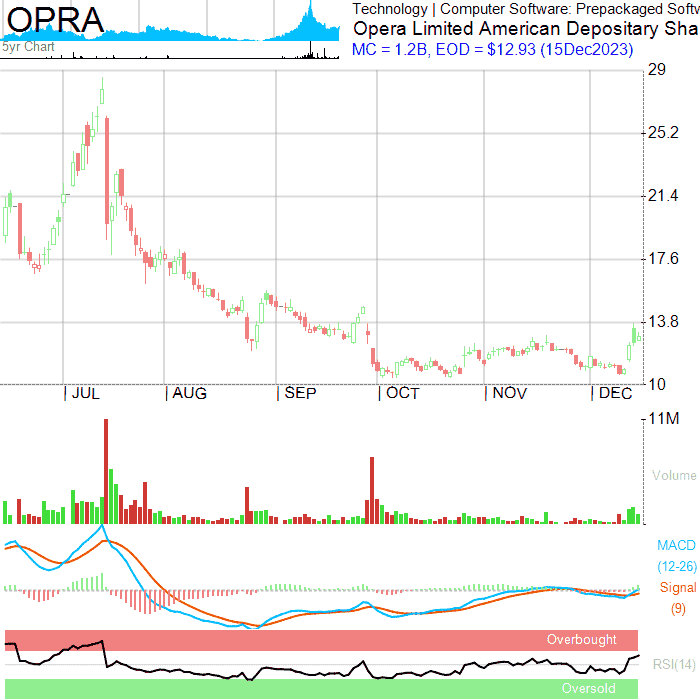 OPRA
5yr Chart
Technology | Computer Software: Prepackaged Softw
Opera Limited American Depositary Sha
MC = 1.2B, EOD = $12.93 (15Dec2023)
29
25.2
21.4
17.6
13.8
10
JUL AUG SEP OCT NOV DEC
11M
Volume
MACD
(12-26)
Signal
(9)
Overbought
RSI(14)
Oversold